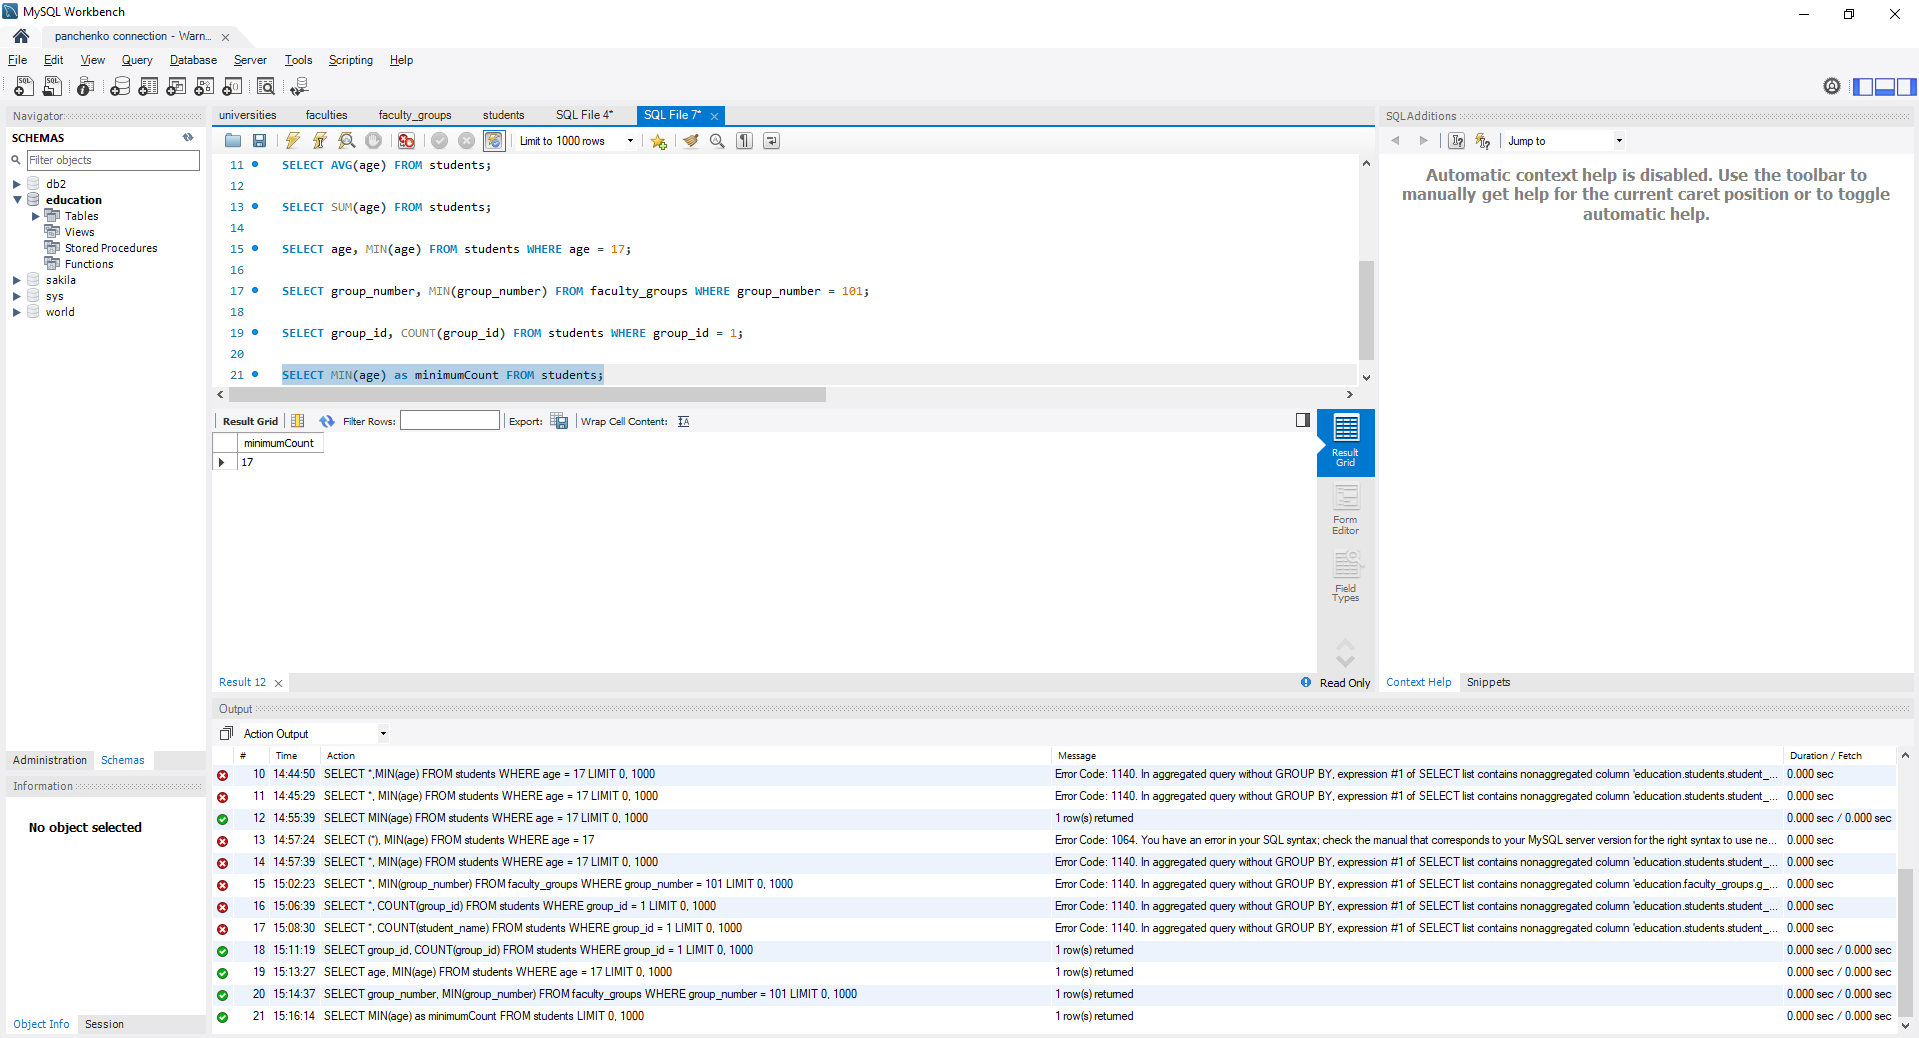 MySQL Workbench
panchenko connection - Warn...
File Edit View Query Database Server Tools Scripting Help
Navigator
SCHEMAS
Filter objects
db2
education
Tables
Views
Stored Procedures
Functions
sakila
sys
world
Administration Schemas
Information
No object selected
Object Info Session
universities faculties faculty_groups students SQL File 4* SQL File 7*
Limit to 1000 rows
11 SELECT AVG(age) FROM students;
12
13 SELECT SUM(age) FROM students;
14
15 SELECT age, MIN(age) FROM students WHERE age = 17;
16
17 SELECT group_number, MIN(group_number) FROM faculty_groups WHERE group_number = 101;
18
19 SELECT group_id, COUNT(group_id) FROM students WHERE group_id = 1;
20
21 SELECT MIN(age) as minimumCount FROM students;
Result Grid Filter Rows: Export: Wrap Cell Content:
minimumCount
17
Result Grid
Form Editor
Field Types
Result 12
Read Only
SQLAdditions
Jump to
Automatic context help is disabled. Use the toolbar to
manually get help for the current caret position or to toggle
automatic help.
Context Help Snippets
Output
Action Output
# Time Action Message Duration / Fetch
10 14:44:50 SELECT *,MIN(age) FROM students WHERE age = 17 LIMIT 0, 1000 Error Code: 1140. In aggregated query without GROUP BY, expression #1 of SELECT list contains nonaggregated column 'education.students.student_... 0.000 sec
11 14:45:29 SELECT *, MIN(age) FROM students WHERE age = 17 LIMIT 0, 1000 Error Code: 1140. In aggregated query without GROUP BY, expression #1 of SELECT list contains nonaggregated column 'education.students.student_... 0.000 sec
12 14:55:39 SELECT MIN(age) FROM students WHERE age = 17 LIMIT 0, 1000 1 row(s) returned 0.000 sec / 0.000 sec
13 14:57:24 SELECT (*), MIN(age) FROM students WHERE age = 17 Error Code: 1064. You have an error in your SQL syntax; check the manual that corresponds to your MySQL server version for the right syntax to use ne... 0.000 sec
14 14:57:39 SELECT *, MIN(age) FROM students WHERE age = 17 LIMIT 0, 1000 Error Code: 1140. In aggregated query without GROUP BY, expression #1 of SELECT list contains nonaggregated column 'education.students.student_... 0.000 sec
15 15:02:23 SELECT *, MIN(group_number) FROM faculty_groups WHERE group_number = 101 LIMIT 0, 1000 Error Code: 1140. In aggregated query without GROUP BY, expression #1 of SELECT list contains nonaggregated column 'education.faculty_groups.g_... 0.000 sec
16 15:06:39 SELECT *, COUNT(group_id) FROM students WHERE group_id = 1 LIMIT 0, 1000 Error Code: 1140. In aggregated query without GROUP BY, expression #1 of SELECT list contains nonaggregated column 'education.students.student_... 0.000 sec
17 15:08:30 SELECT *, COUNT(student_name) FROM students WHERE group_id = 1 LIMIT 0, 1000 Error Code: 1140. In aggregated query without GROUP BY, expression #1 of SELECT list contains nonaggregated column 'education.students.student_... 0.000 sec
18 15:11:19 SELECT group_id, COUNT(group_id) FROM students WHERE group_id = 1 LIMIT 0, 1000 1 row(s) returned 0.000 sec / 0.000 sec
19 15:13:27 SELECT age, MIN(age) FROM students WHERE age = 17 LIMIT 0, 1000 1 row(s) returned 0.000 sec / 0.000 sec
20 15:14:37 SELECT group_number, MIN(group_number) FROM faculty_groups WHERE group_number = 101 LIMIT 0, 1000 1 row(s) returned 0.000 sec / 0.000 sec
21 15:16:14 SELECT MIN(age) as minimumCount FROM students LIMIT 0, 1000 1 row(s) returned 0.000 sec / 0.000 sec